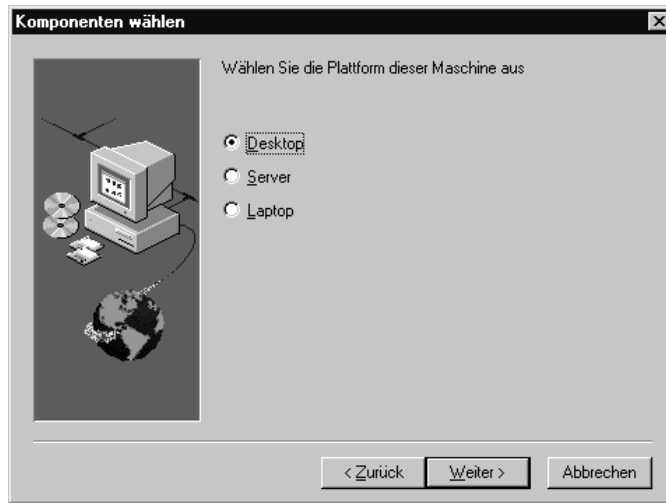 Komponenten wählen
Wählen Sie die Plattform dieser Maschine aus
Desktop
Server
Laptop
< Zurück
Weiter >
Abbrechen